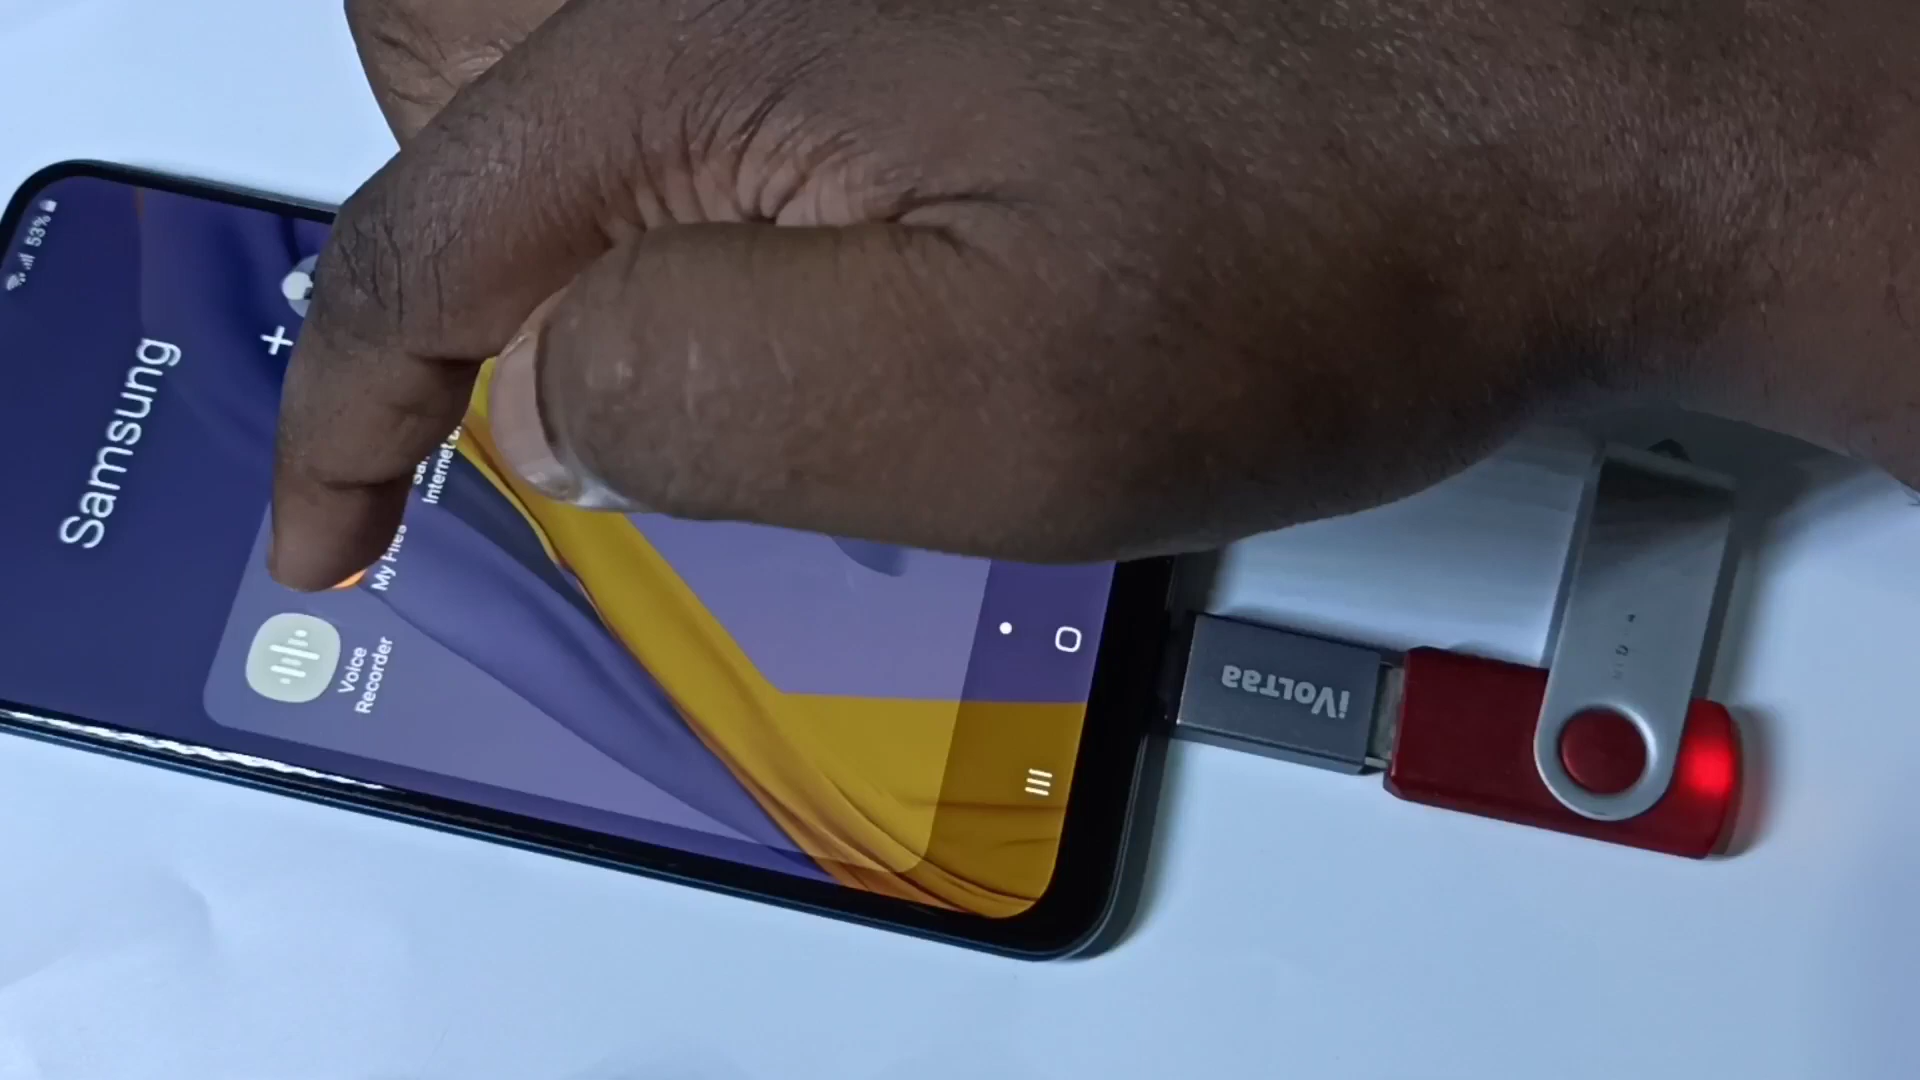 53%
Samsung
Internet
My Files
Voice
Recorder
iVoltaa